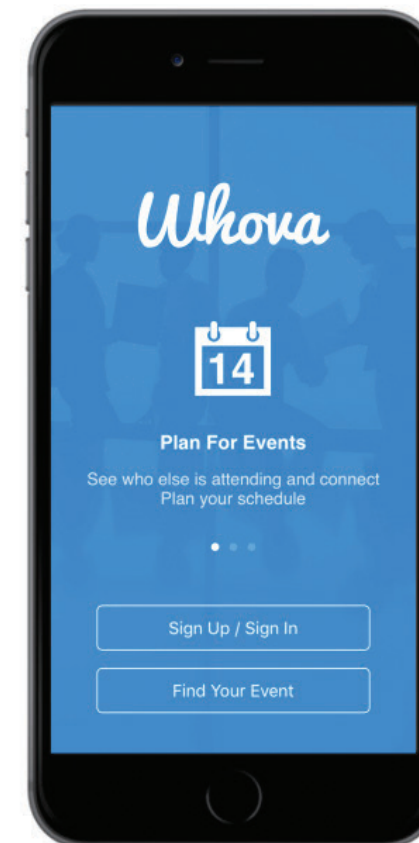 Whova
14
Plan For Events
See who else is attending and connect
Plan your schedule
Sign Up / Sign In
Find Your Event